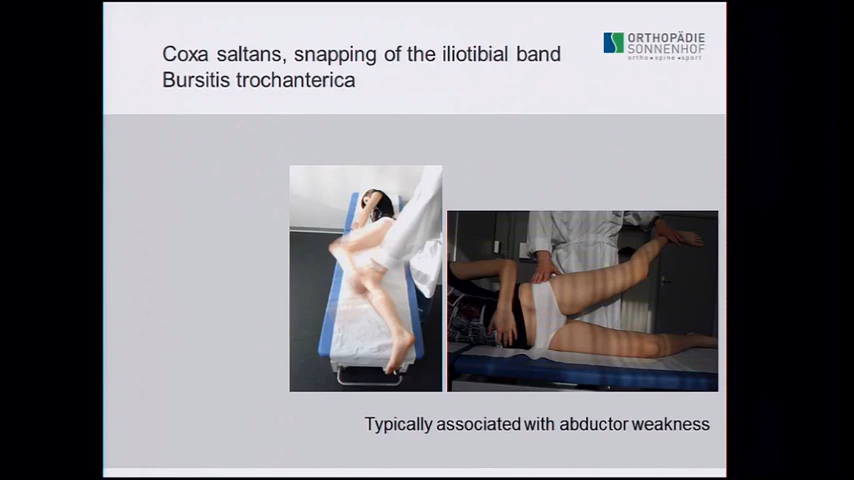 Coxa saltans, snapping of the iliotibial band
Bursitis trochanterica
ORTHOPÄDIE
SONNENHOF
ortho • spine • sport
Typically associated with abductor weakness